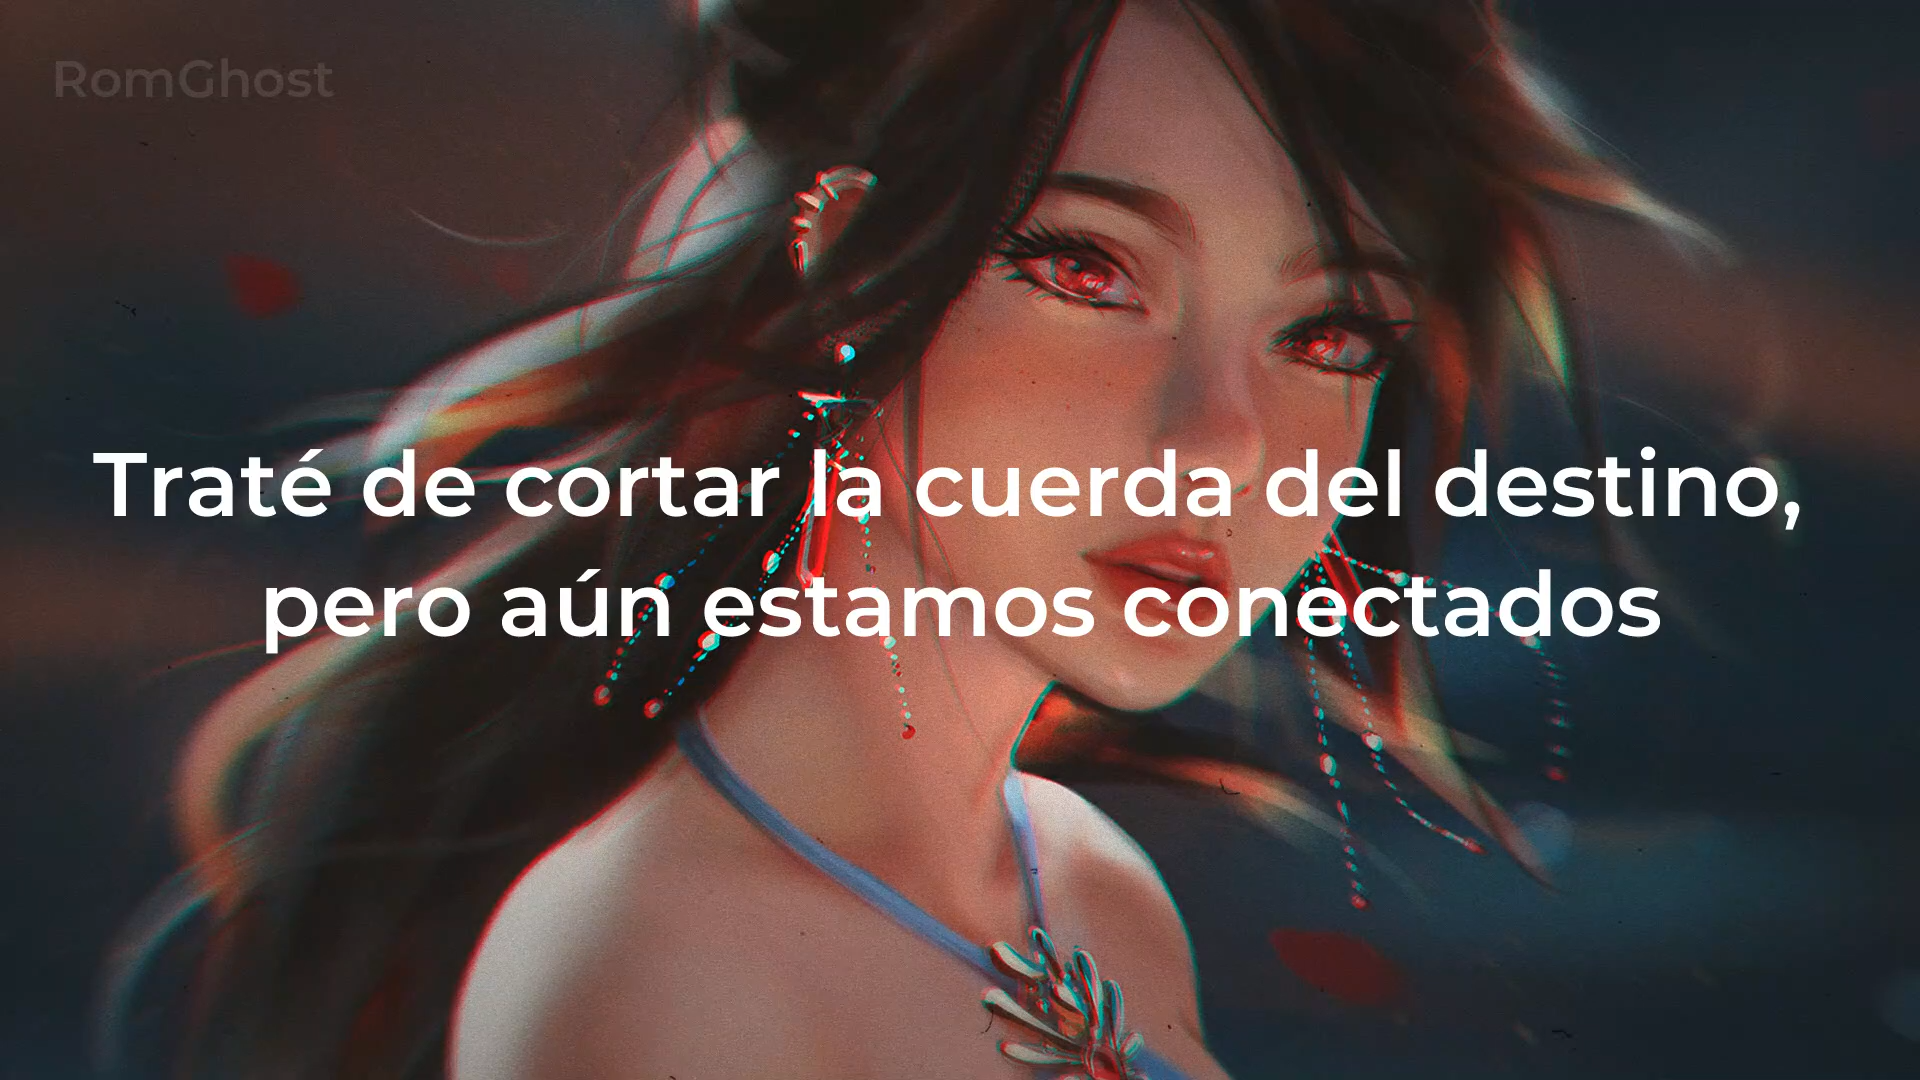 RomGhost
Traté de cortar la cuerda del destino,
pero aún estamos conectados